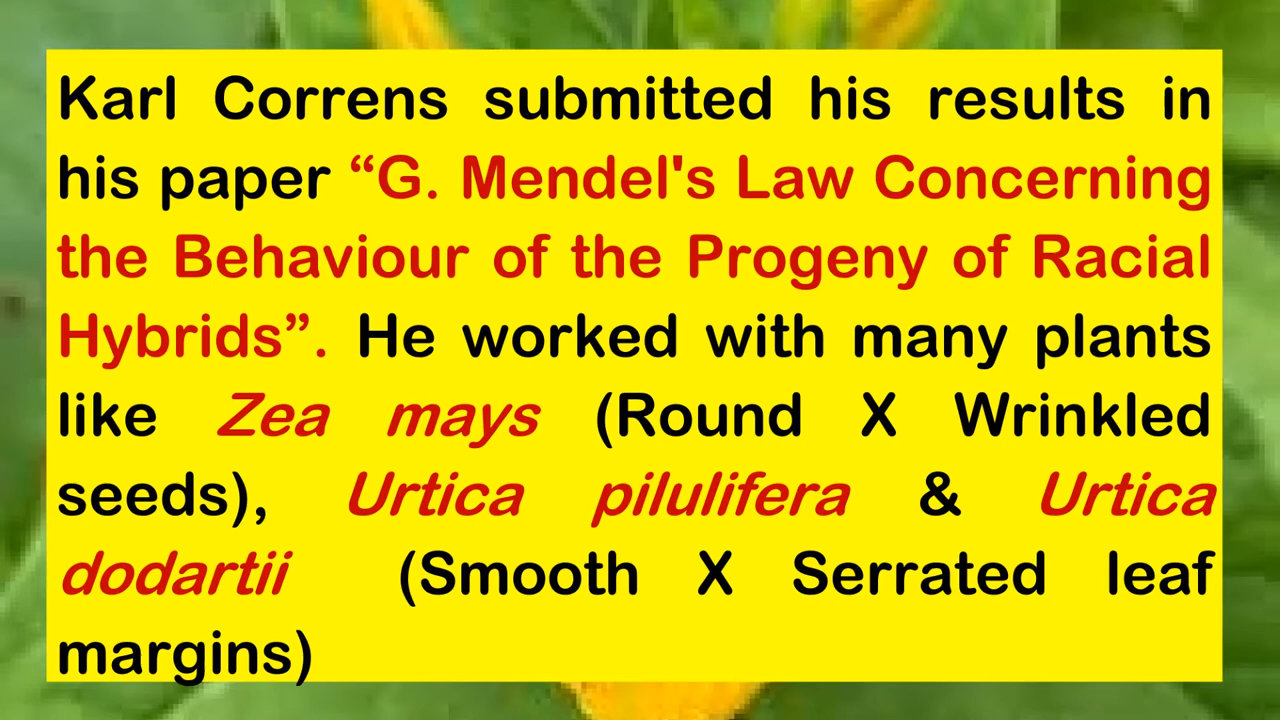 Karl Correns submitted his results in
his paper “G. Mendel's Law Concerning
the Behaviour of the Progeny of Racial
Hybrids”. He worked with many plants
like Zea mays (Round X Wrinkled
seeds), Urtica pilulifera & Urtica
dodartii (Smooth X Serrated leaf
margins)